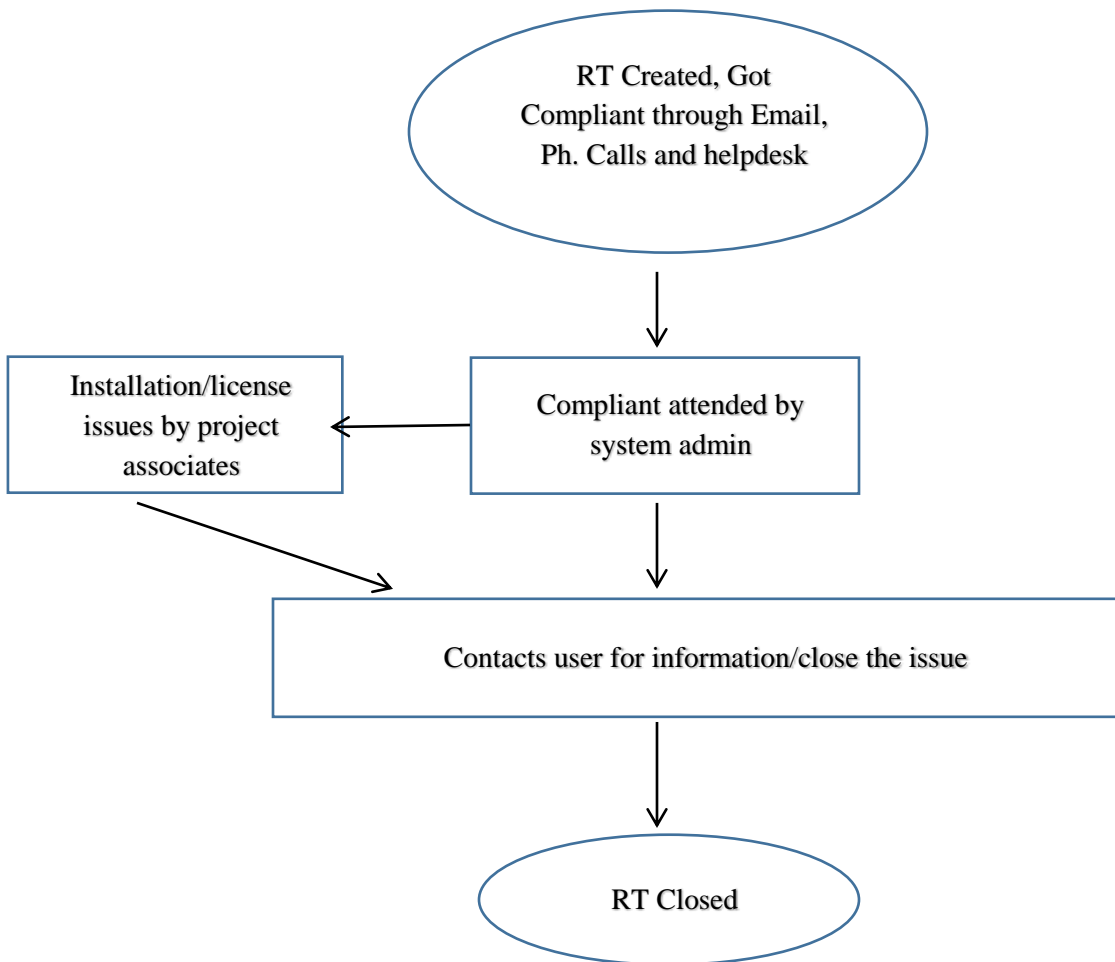 RT Created, Got
Compliant through Email,
Ph. Calls and helpdesk
Installation/license
issues by project
associates
Compliant attended by
system admin
Contacts user for information/close the issue
RT Closed